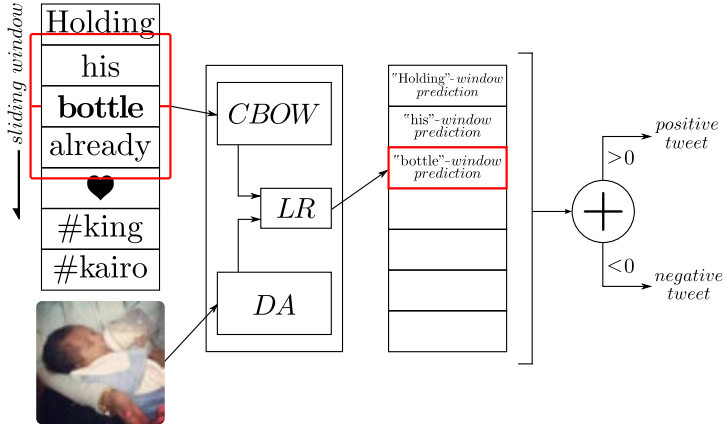 sliding window
Holding
his
bottle
already
♥
#king
#kairo
CBOW
LR
DA
"Holding"-window
prediction
"his"-window
prediction
"bottle"-window
prediction
+
>0
<0
positive
tweet
negative
tweet